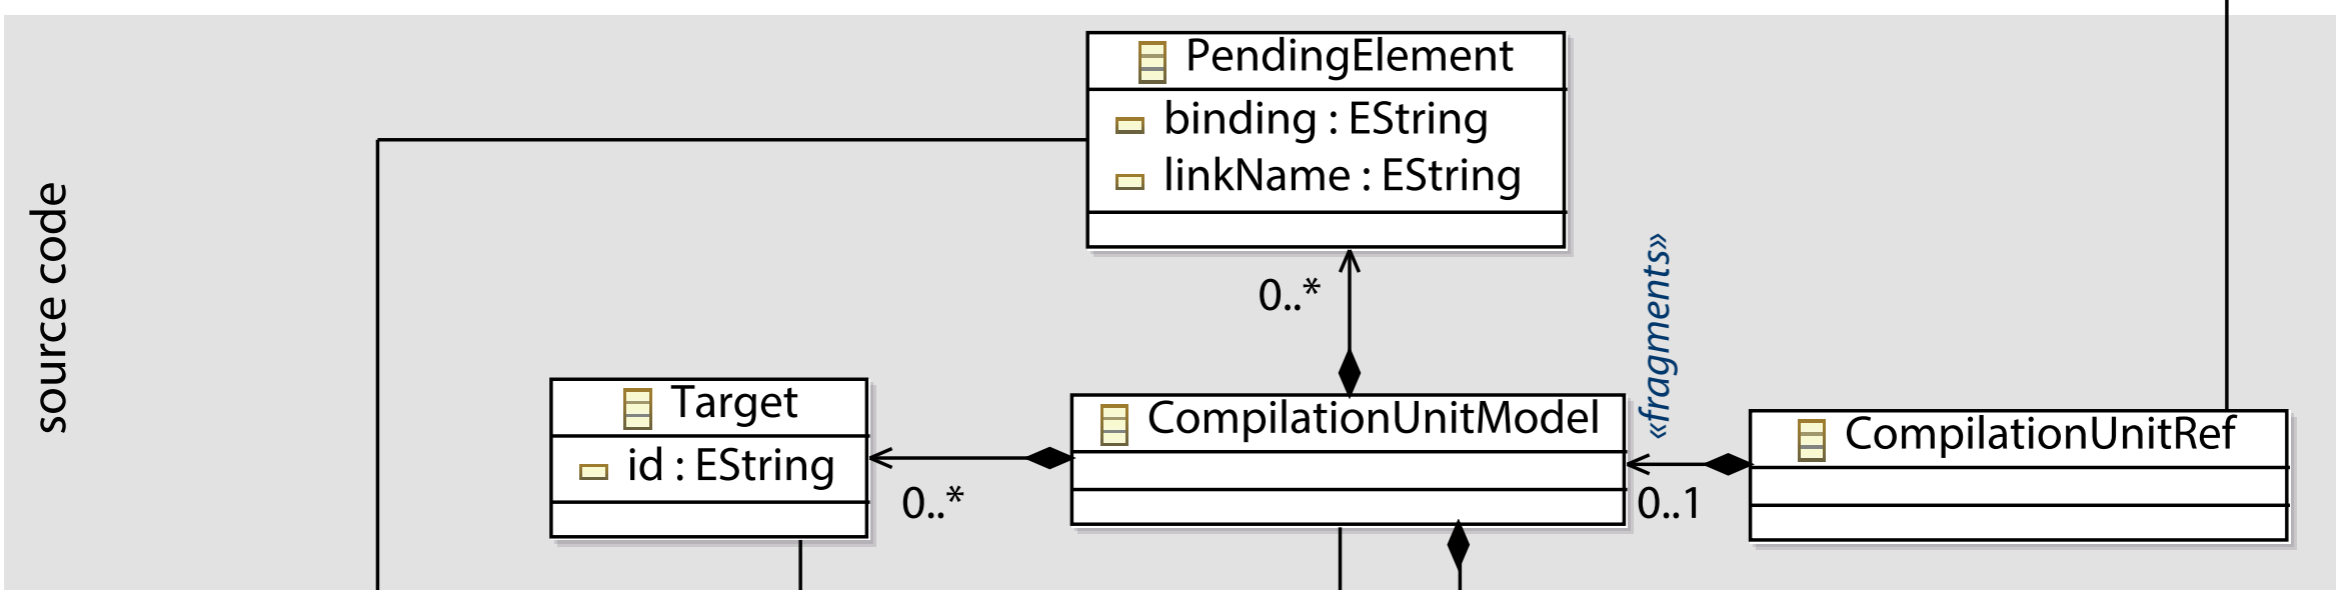 source code
PendingElement
binding : EString
linkName : EString
0..*
«fragments»
Target
id : EString
0..*
CompilationUnitModel
0..1
CompilationUnitRef